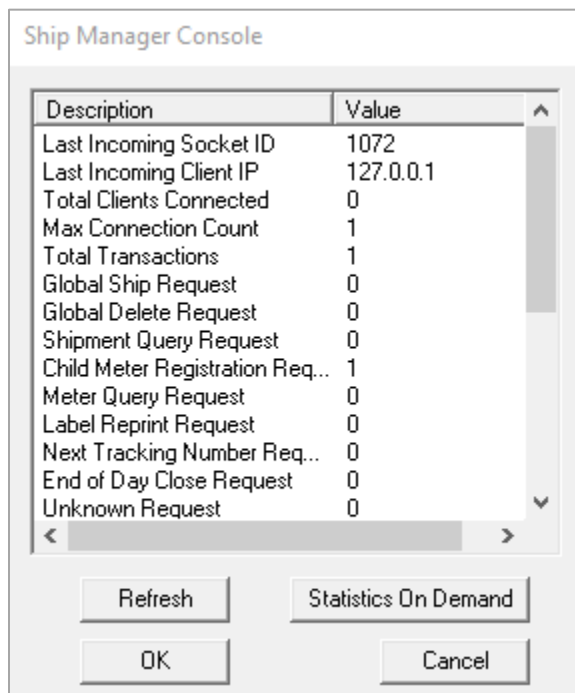 Ship Manager Console
Description Value
Last Incoming Socket ID 1072
Last Incoming Client IP 127.0.0.1
Total Clients Connected 0
Max Connection Count 1
Total Transactions 1
Global Ship Request 0
Global Delete Request 0
Shipment Query Request 0
Child Meter Registration Req... 1
Meter Query Request 0
Label Reprint Request 0
Next Tracking Number Req... 0
End of Day Close Request 0
Unknown Request 0
Refresh Statistics On Demand
OK Cancel